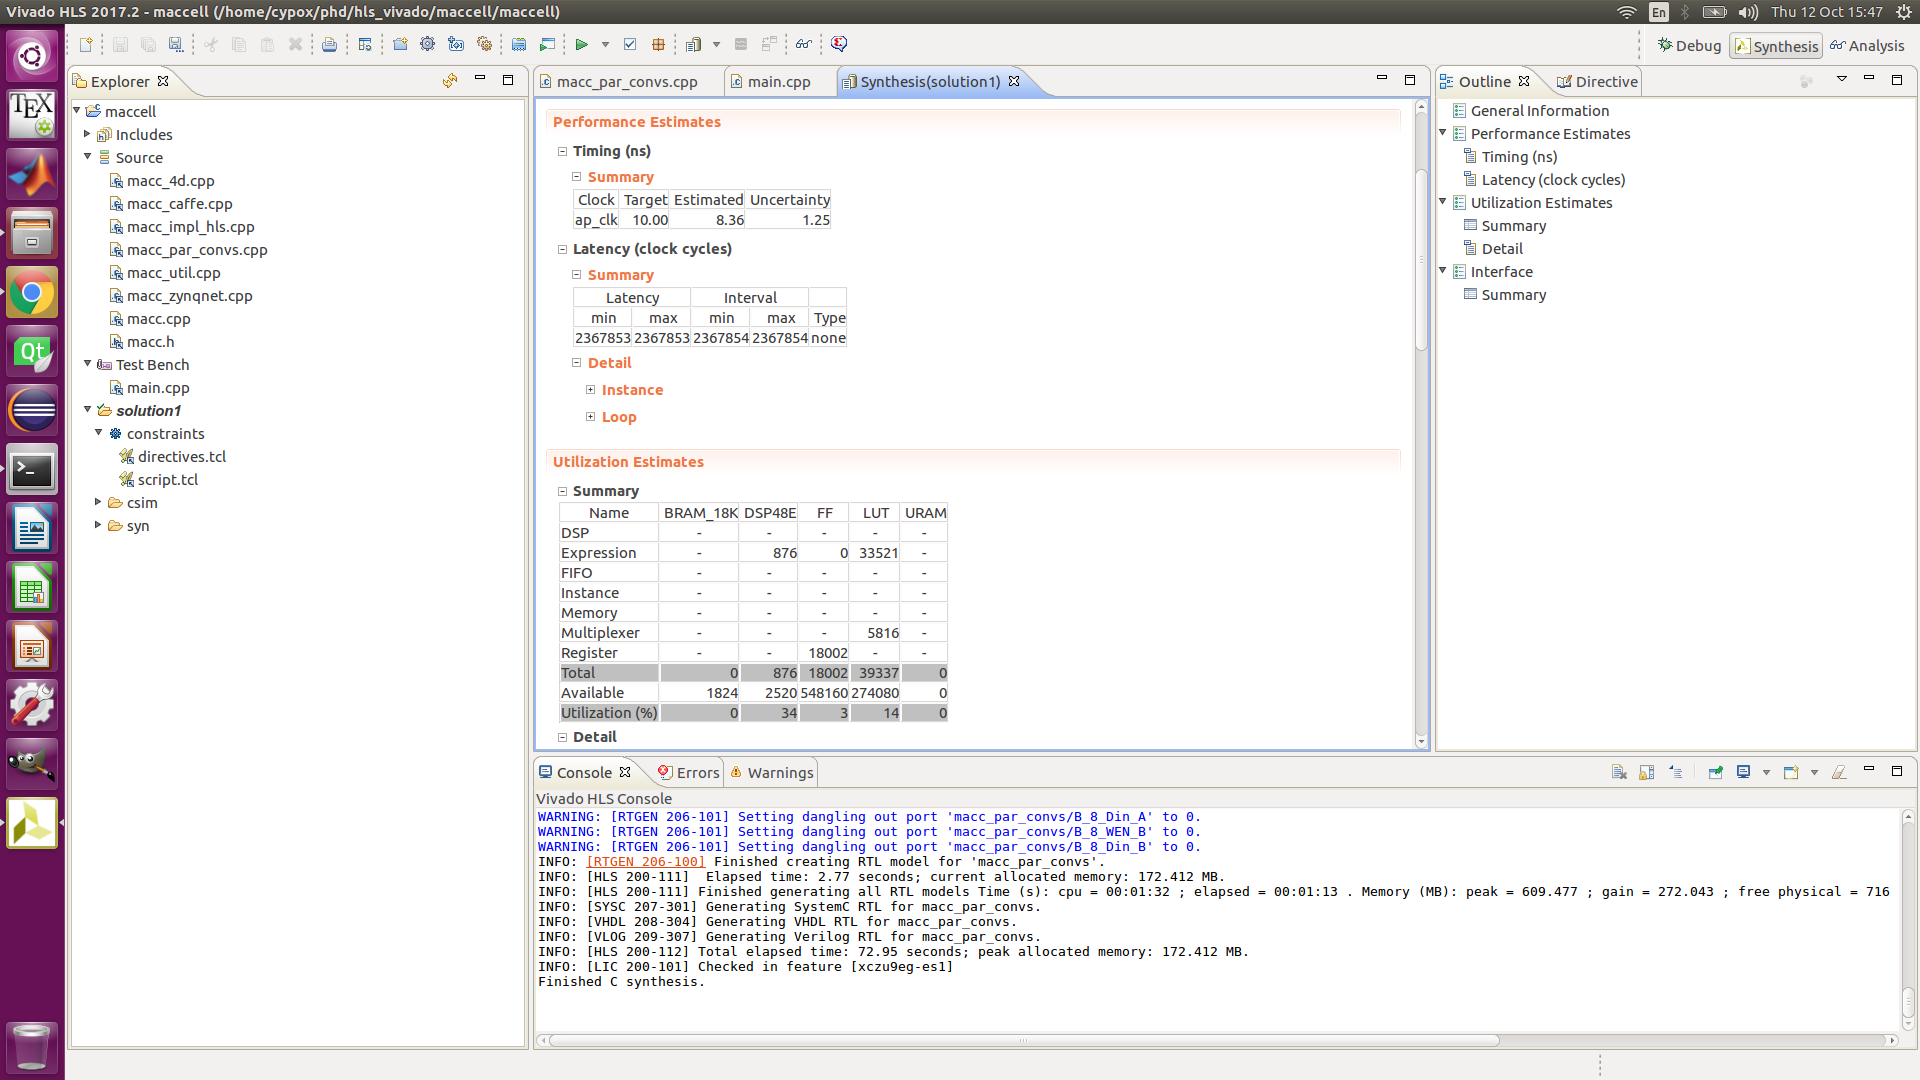 Vivado HLS 2017.2 - maccell (/home/cypox/phd/hls_vivado/maccell/maccell)
En
Thu 12 Oct 15:47
Debug
Synthesis
Analysis
Explorer
maccell
Includes
Source
macc_4d.cpp
macc_caffe.cpp
macc_impl_hls.cpp
macc_par_convs.cpp
macc_util.cpp
macc_zynqnet.cpp
macc.cpp
macc.h
Test Bench
main.cpp
solution1
constraints
directives.tcl
script.tcl
csim
syn
TEX
Qt
macc_par_convs.cpp
main.cpp
Synthesis(solution1)
Performance Estimates
Timing (ns)
Summary
Clock Target Estimated Uncertainty
ap_clk 10.00 8.36 1.25
Latency (clock cycles)
Summary
Latency Interval
min max min max Type
2367853 2367853 2367854 2367854 none
Detail
Instance
Loop
Utilization Estimates
Summary
Name BRAM_18K DSP48E FF LUT URAM
DSP - - - - -
Expression - 876 0 33521 -
FIFO - - - - -
Instance - - - - -
Memory - - - - -
Multiplexer - - - 5816 -
Register - - 18002 - -
Total 0 876 18002 39337 0
Available 1824 2520 548160 274080 0
Utilization (%) 0 34 3 14 0
Detail
Outline
Directive
General Information
Performance Estimates
Timing (ns)
Latency (clock cycles)
Utilization Estimates
Summary
Detail
Interface
Summary
Console
Errors
Warnings
Vivado HLS Console
WARNING: [RTGEN 206-101] Setting dangling out port 'macc_par_convs/B_8_Din_A' to 0.
WARNING: [RTGEN 206-101] Setting dangling out port 'macc_par_convs/B_8_WEN_B' to 0.
WARNING: [RTGEN 206-101] Setting dangling out port 'macc_par_convs/B_8_Din_B' to 0.
INFO: [RTGEN 206-100] Finished creating RTL model for 'macc_par_convs'.
INFO: [HLS 200-111]  Elapsed time: 2.77 seconds; current allocated memory: 172.412 MB.
INFO: [HLS 200-111] Finished generating all RTL models Time (s): cpu = 00:01:32 ; elapsed = 00:01:13 . Memory (MB): peak = 609.477 ; gain = 272.043 ; free physical = 716
INFO: [SYSC 207-301] Generating SystemC RTL for macc_par_convs.
INFO: [VHDL 208-304] Generating VHDL RTL for macc_par_convs.
INFO: [VLOG 209-307] Generating Verilog RTL for macc_par_convs.
INFO: [HLS 200-112] Total elapsed time: 72.95 seconds; peak allocated memory: 172.412 MB.
INFO: [LIC 200-101] Checked in feature [xczu9eg-es1]
Finished C synthesis.